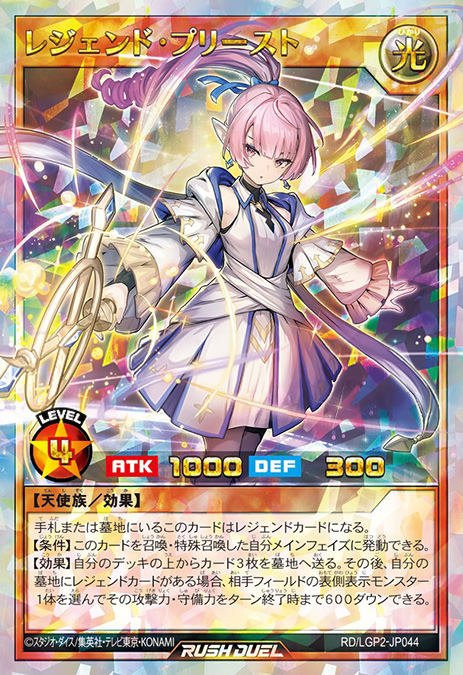 レジェンド・プリースト
光
LEVEL
4
ATK 1000 DEF 300
【天使族/効果】
手札または墓地にいるこのカードはレジェンドカードになる。
【条件】このカードを召喚・特殊召喚した自分メインフェイズに発動できる。
【効果】自分のデッキの上からカード3枚を墓地へ送る。その後、自分の
墓地にレジェンドカードがある場合、相手フィールドの表側表示モンスター
1体を選んでその攻撃力・守備力をターン終了時まで600ダウンできる。
©スタジオ・ダイス/集英社・テレビ東京・KONAMI
RUSH DUEL
RD/LGP2-JP044